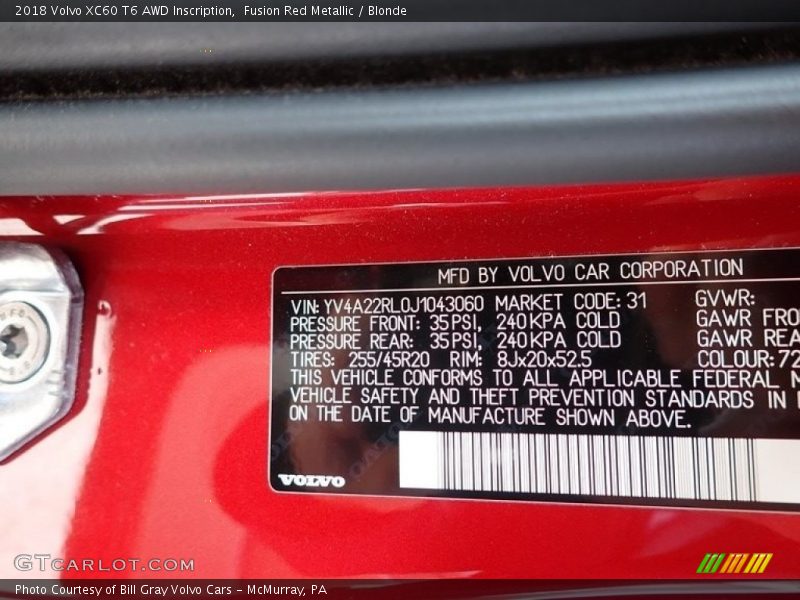 2018 Volvo XC60 T6 AWD Inscription, Fusion Red Metallic / Blonde
MFD BY VOLVO CAR CORPORATION
VIN: YV4A22RL0J1043060 MARKET CODE: 31 GVWR:
PRESSURE FRONT: 35PSI, 240KPA COLD GAWR FRO
PRESSURE REAR: 35PSI, 240KPA COLD GAWR REA
TIRES: 255/45R20 RIM: 8Jx20x52.5 COLOUR: 72
THIS VEHICLE CONFORMS TO ALL APPLICABLE FEDERAL M
VEHICLE SAFETY AND THEFT PREVENTION STANDARDS IN
ON THE DATE OF MANUFACTURE SHOWN ABOVE.
VOLVO
GTCARLOT.COM
Photo Courtesy of Bill Gray Volvo Cars - McMurray, PA